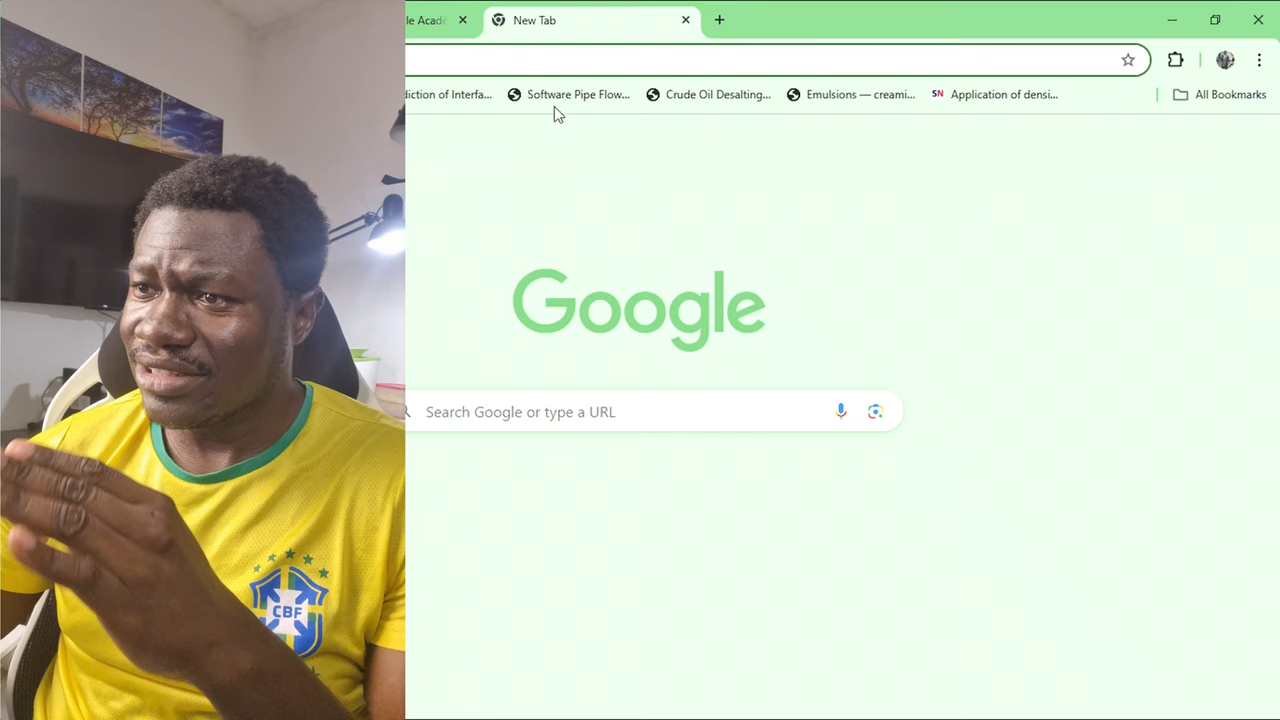 le Acad
New Tab
diction of Interfa...
Software Pipe Flow...
Crude Oil Desalting...
Emulsions — creami...
SN Application of densi...
All Bookmarks
Google
Search Google or type a URL
CBF